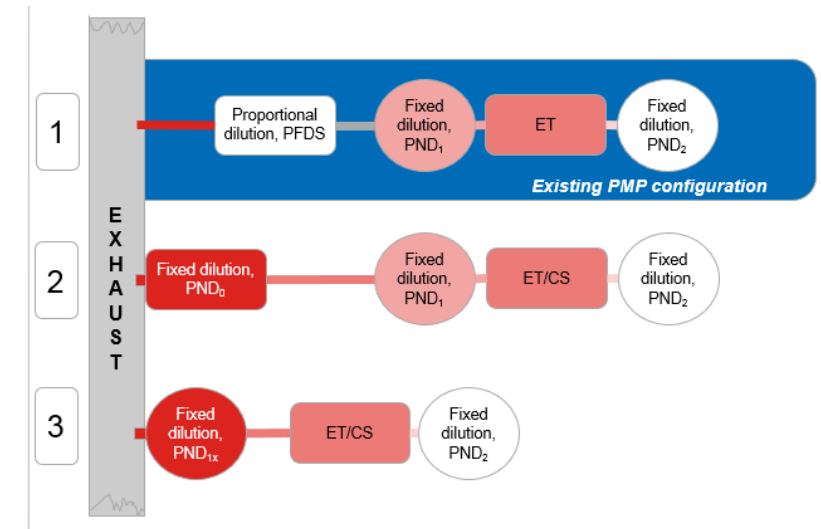 1
Proportional
dilution, PFDS
Fixed
dilution,
PND₁
ET
Fixed
dilution,
PND₂
Existing PMP configuration
E
X
H
A
U
S
T
2
Fixed dilution,
PND₀
Fixed
dilution,
PND₁
ET/CS
Fixed
dilution,
PND₂
3
Fixed
dilution,
PND₁ₓ
ET/CS
Fixed
dilution,
PND₂